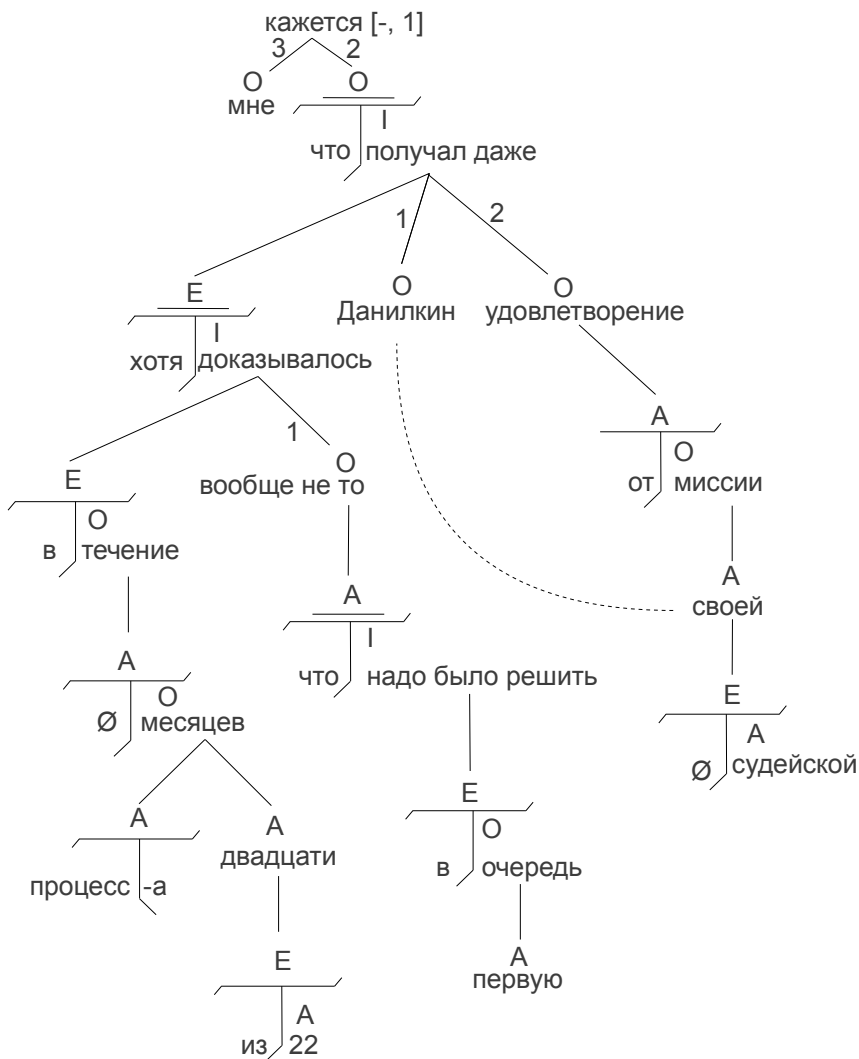 кажется [-, 1]
3 2
O O
мне
I
что получал даже
1 2
E O O
Данилкин удовлетворение
I
хотя доказывалось
A
1
O
от миссии
E O
вообще не то
O
в течение
A
своей
A
I
что надо было решить
A
O
Ø месяцев
E
A
Ø судейской
E
O
в очередь
A A
двадцати
процесс -а
A
первую
E
A
из 22